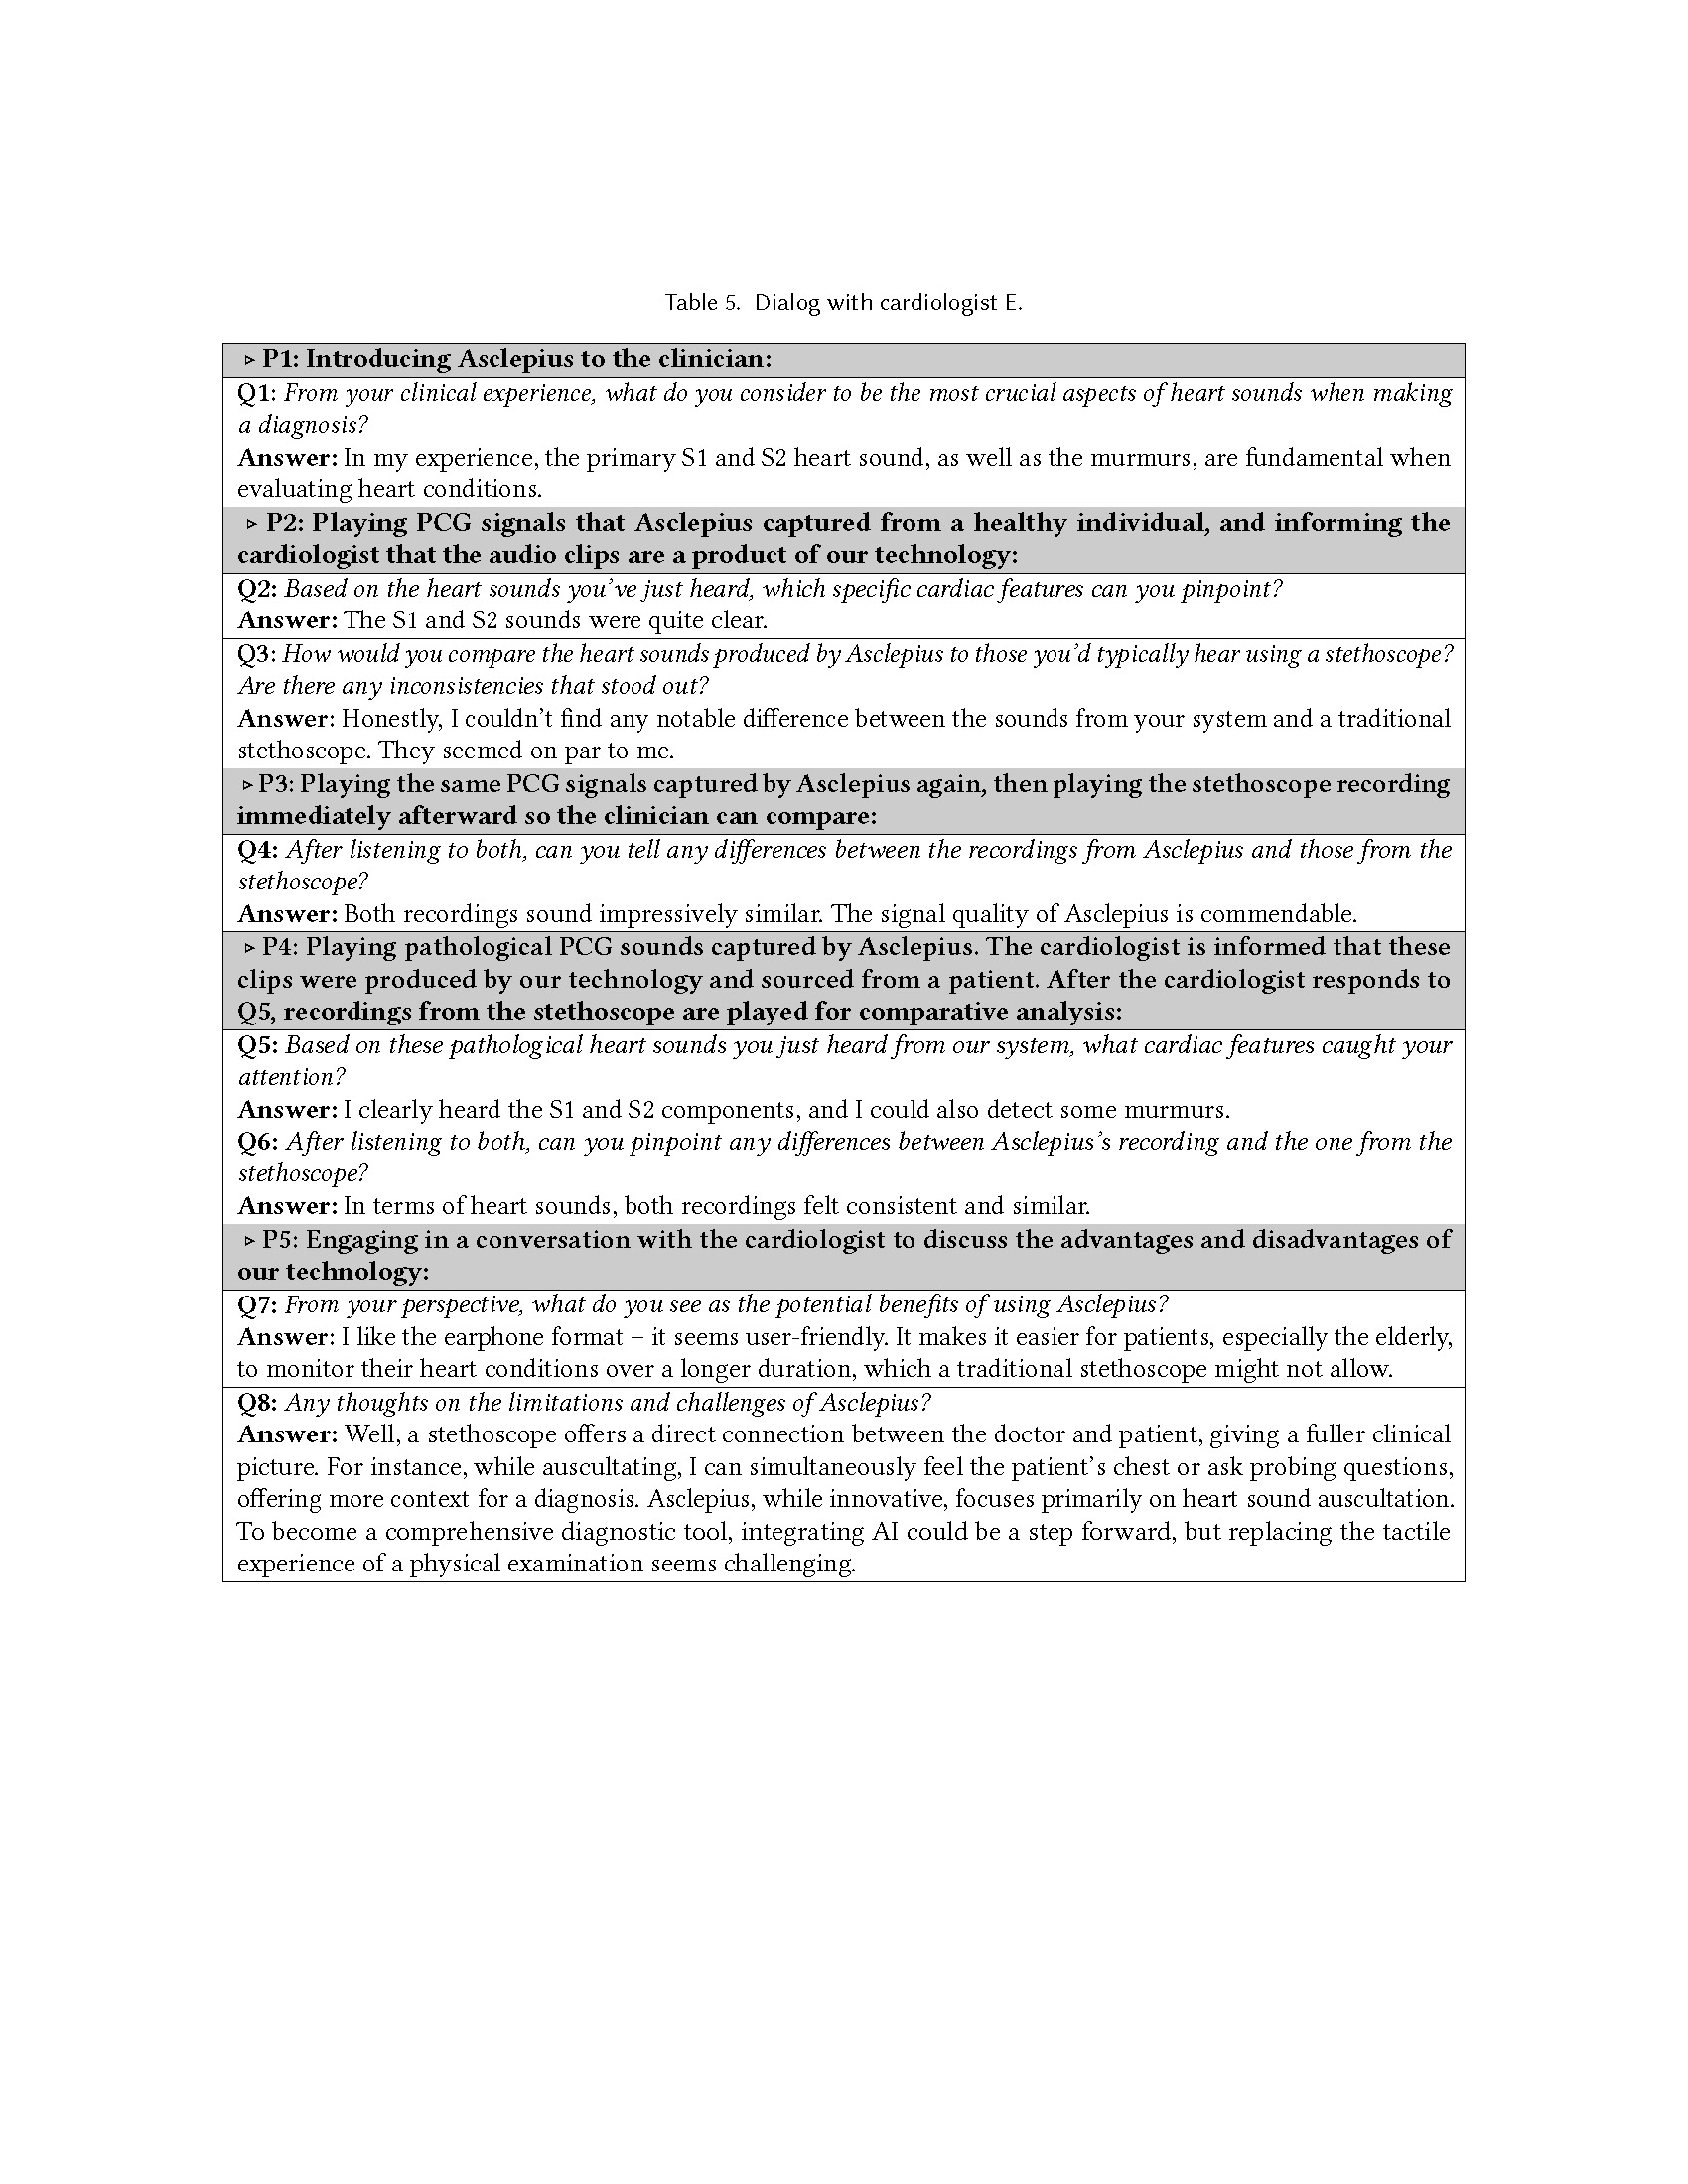 Table 5. Dialog with cardiologist E.
▹ P1: Introducing Asclepius to the clinician:
Q1: From your clinical experience, what do you consider to be the most crucial aspects of heart sounds when making
a diagnosis?
Answer: In my experience, the primary S1 and S2 heart sound, as well as the murmurs, are fundamental when
evaluating heart conditions.
▹ P2: Playing PCG signals that Asclepius captured from a healthy individual, and informing the
cardiologist that the audio clips are a product of our technology:
Q2: Based on the heart sounds you've just heard, which specific cardiac features can you pinpoint?
Answer: The S1 and S2 sounds were quite clear.
Q3: How would you compare the heart sounds produced by Asclepius to those you'd typically hear using a stethoscope?
Are there any inconsistencies that stood out?
Answer: Honestly, I couldn't find any notable difference between the sounds from your system and a traditional
stethoscope. They seemed on par to me.
▹ P3: Playing the same PCG signals captured by Asclepius again, then playing the stethoscope recording
immediately afterward so the clinician can compare:
Q4: After listening to both, can you tell any differences between the recordings from Asclepius and those from the
stethoscope?
Answer: Both recordings sound impressively similar. The signal quality of Asclepius is commendable.
▹ P4: Playing pathological PCG sounds captured by Asclepius. The cardiologist is informed that these
clips were produced by our technology and sourced from a patient. After the cardiologist responds to
Q5, recordings from the stethoscope are played for comparative analysis:
Q5: Based on these pathological heart sounds you just heard from our system, what cardiac features caught your
attention?
Answer: I clearly heard the S1 and S2 components, and I could also detect some murmurs.
Q6: After listening to both, can you pinpoint any differences between Asclepius's recording and the one from the
stethoscope?
Answer: In terms of heart sounds, both recordings felt consistent and similar.
▹ P5: Engaging in a conversation with the cardiologist to discuss the advantages and disadvantages of
our technology:
Q7: From your perspective, what do you see as the potential benefits of using Asclepius?
Answer: I like the earphone format – it seems user-friendly. It makes it easier for patients, especially the elderly,
to monitor their heart conditions over a longer duration, which a traditional stethoscope might not allow.
Q8: Any thoughts on the limitations and challenges of Asclepius?
Answer: Well, a stethoscope offers a direct connection between the doctor and patient, giving a fuller clinical
picture. For instance, while auscultating, I can simultaneously feel the patient's chest or ask probing questions,
offering more context for a diagnosis. Asclepius, while innovative, focuses primarily on heart sound auscultation.
To become a comprehensive diagnostic tool, integrating AI could be a step forward, but replacing the tactile
experience of a physical examination seems challenging.